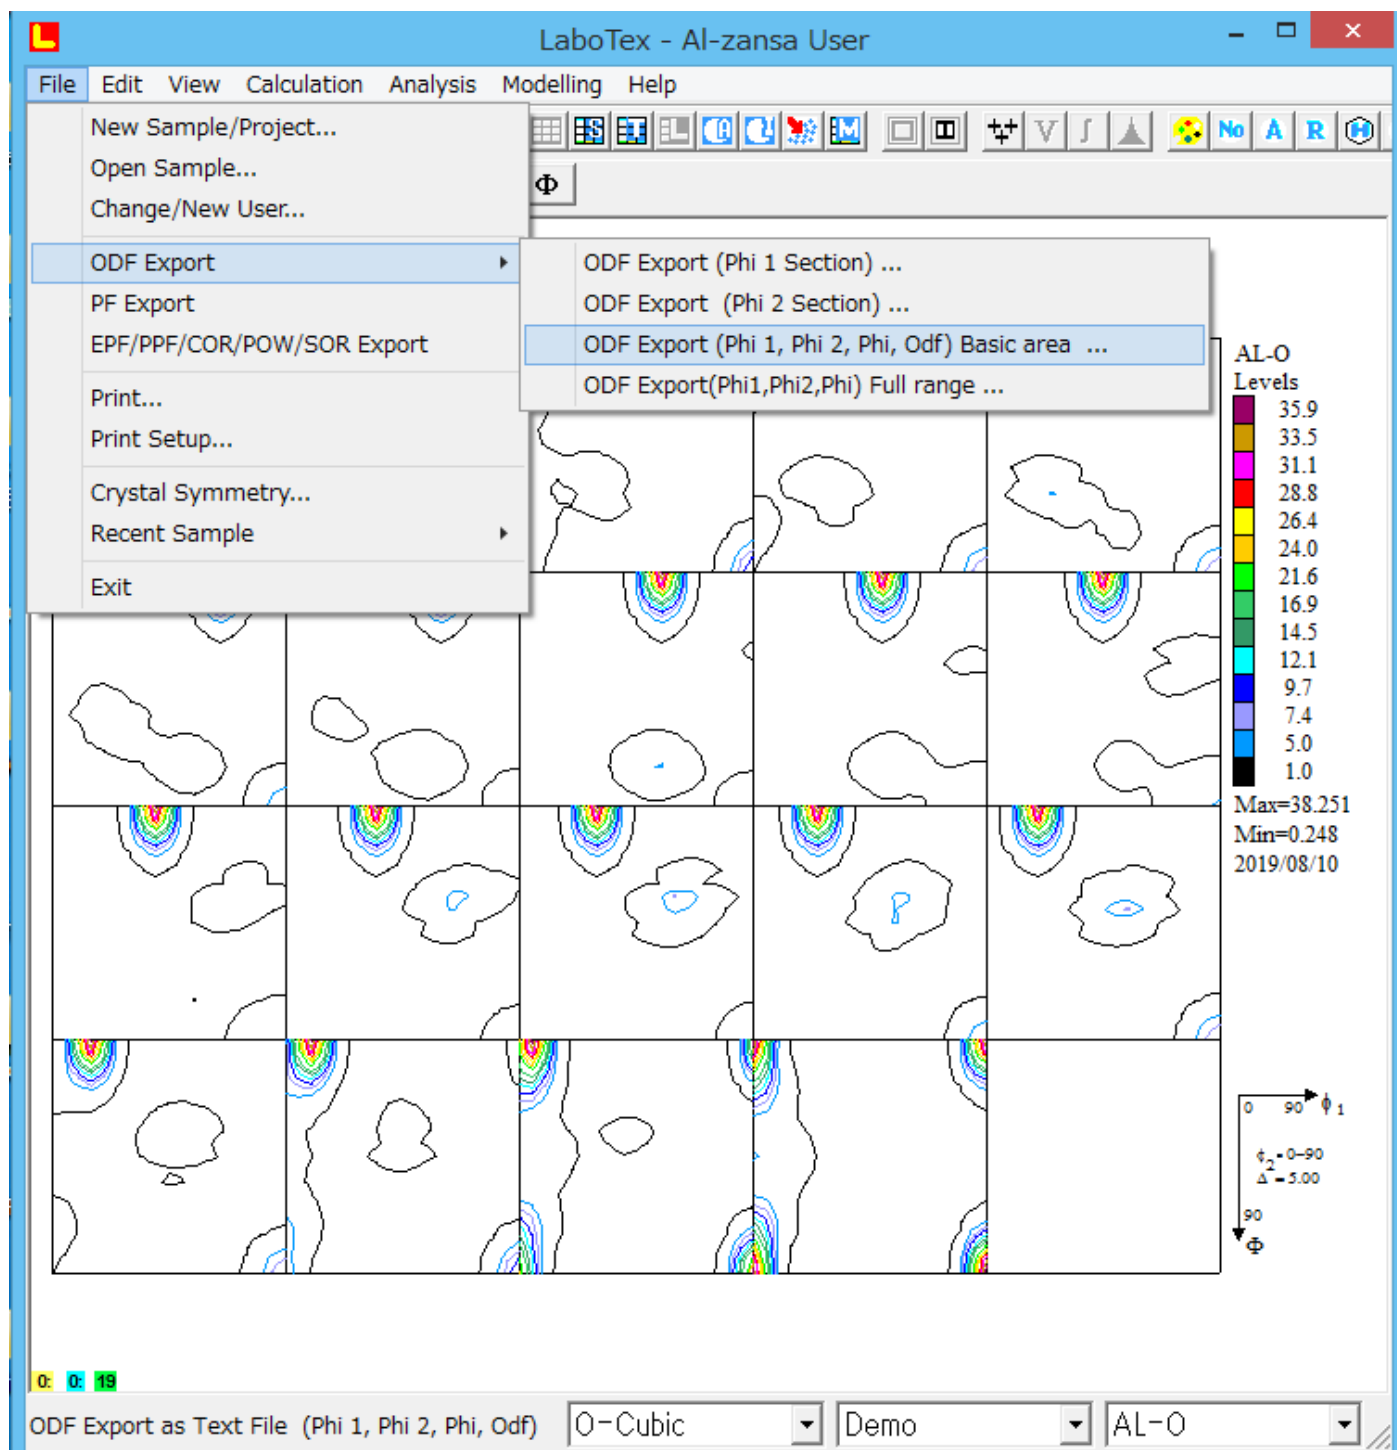 LaboTex - Al-zansa User
File Edit View Calculation Analysis Modelling Help
New Sample/Project...
Open Sample...
Change/New User...
ODF Export
PF Export
EPF/PPF/COR/POW/SOR Export
Print...
Print Setup...
Crystal Symmetry...
Recent Sample
Exit
ODF Export (Phi 1 Section) ...
ODF Export (Phi 2 Section) ...
ODF Export (Phi 1, Phi 2, Phi, Odf) Basic area ...
ODF Export(Phi1,Phi2,Phi) Full range ...
No A R H
Φ
AL-O
Levels
35.9
33.5
31.1
28.8
26.4
24.0
21.6
16.9
14.5
12.1
9.7
7.4
5.0
1.0
Max=38.251
Min=0.248
2019/08/10
0 90 ϕ 1
ϕ2=0-90
Δ=5.00
90
Φ
0: 0: 19
ODF Export as Text File (Phi 1, Phi 2, Phi, Odf) O-Cubic Demo AL-O